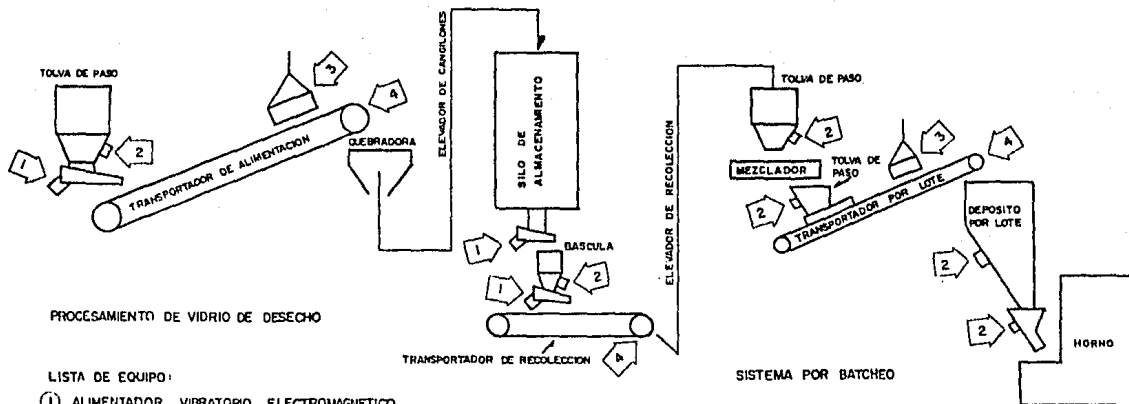 TOLVA DE PASO
1
2
3
4
TRANSPORTADOR DE ALIMENTACION
QUEBRADORA
ELEVADOR DE CANGILONES
SILO DE
ALMACENAMIENTO
1
BASCULA
1
2
TRANSPORTADOR DE RECOLECCION
4
ELEVADOR DE RECOLECCION
TOLVA DE PASO
2
MEZCLADOR
TOLVA DE
PASO
2
3
4
TRANSPORTADOR POR LOTE
DEPOSITO
POR LOTE
2
2
HORNO
PROCESAMIENTO DE VIDRIO DE DESECHO
SISTEMA POR BATCHEO
LISTA DE EQUIPO:
1 ALIMENTADOR VIBRATORIO ELECTROMAGNETICO